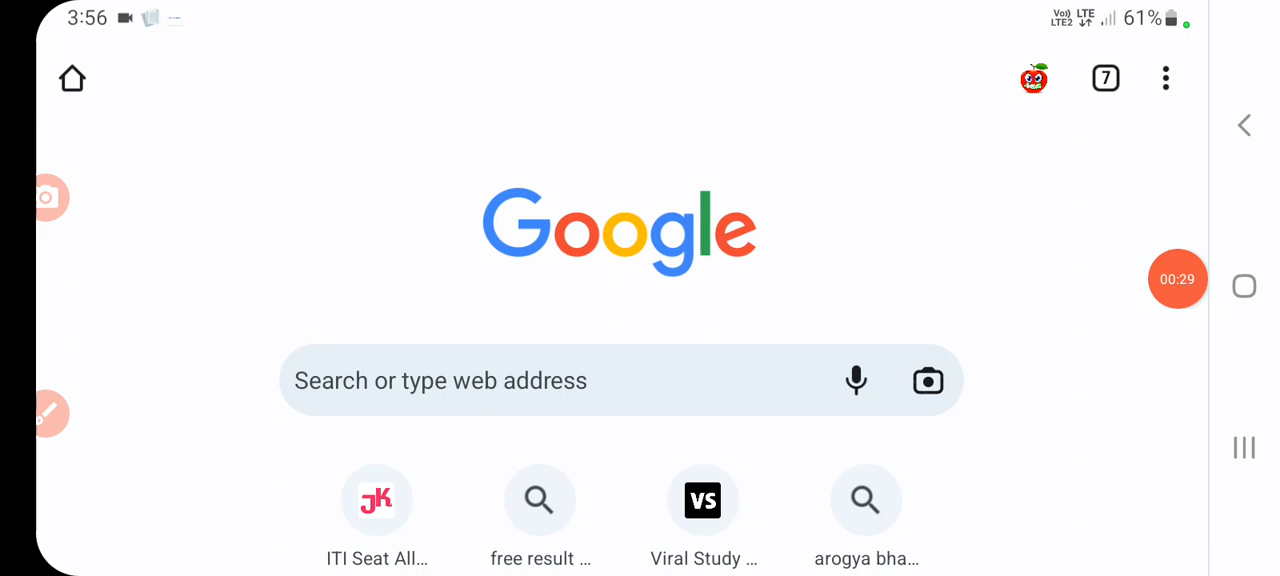 3:56
Vo)) LTE2 LTE 61%
7
Google
00:29
Search or type web address
JK
VS
ITI Seat All...
free result ...
Viral Study ...
arogya bha...